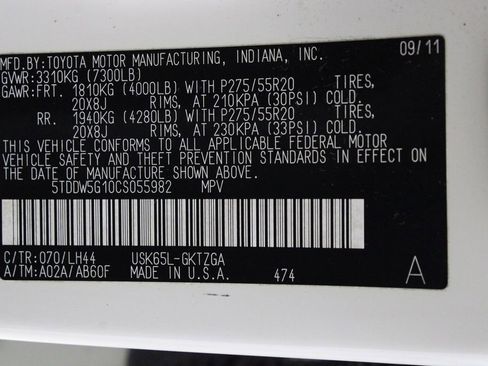 MFD.BY:TOYOTA MOTOR MANUFACTURING, INDIANA, INC. 09/11
GVWR:3310KG (7300LB)
GAWR:FRT. 1810KG (4000LB) WITH P275/55R20 TIRES,
20X8J RIMS, AT 210KPA (30PSI) COLD.
RR. 1940KG (4280LB) WITH P275/55R20 TIRES,
20X8J RIMS, AT 230KPA (33PSI) COLD.
THIS VEHICLE CONFORMS TO ALL APPLICABLE FEDERAL MOTOR
VEHICLE SAFETY AND BUMPER STANDARDS IN EFFECT ON
THE DATE OF MANUFACTURE SHOWN ABOVE.
5TDDW5G10CS055982 MPV
C/TR:070/LH44 USK65L-GKTZGA
A/TM:A02A/AB60F MADE IN U.S.A. 474 A